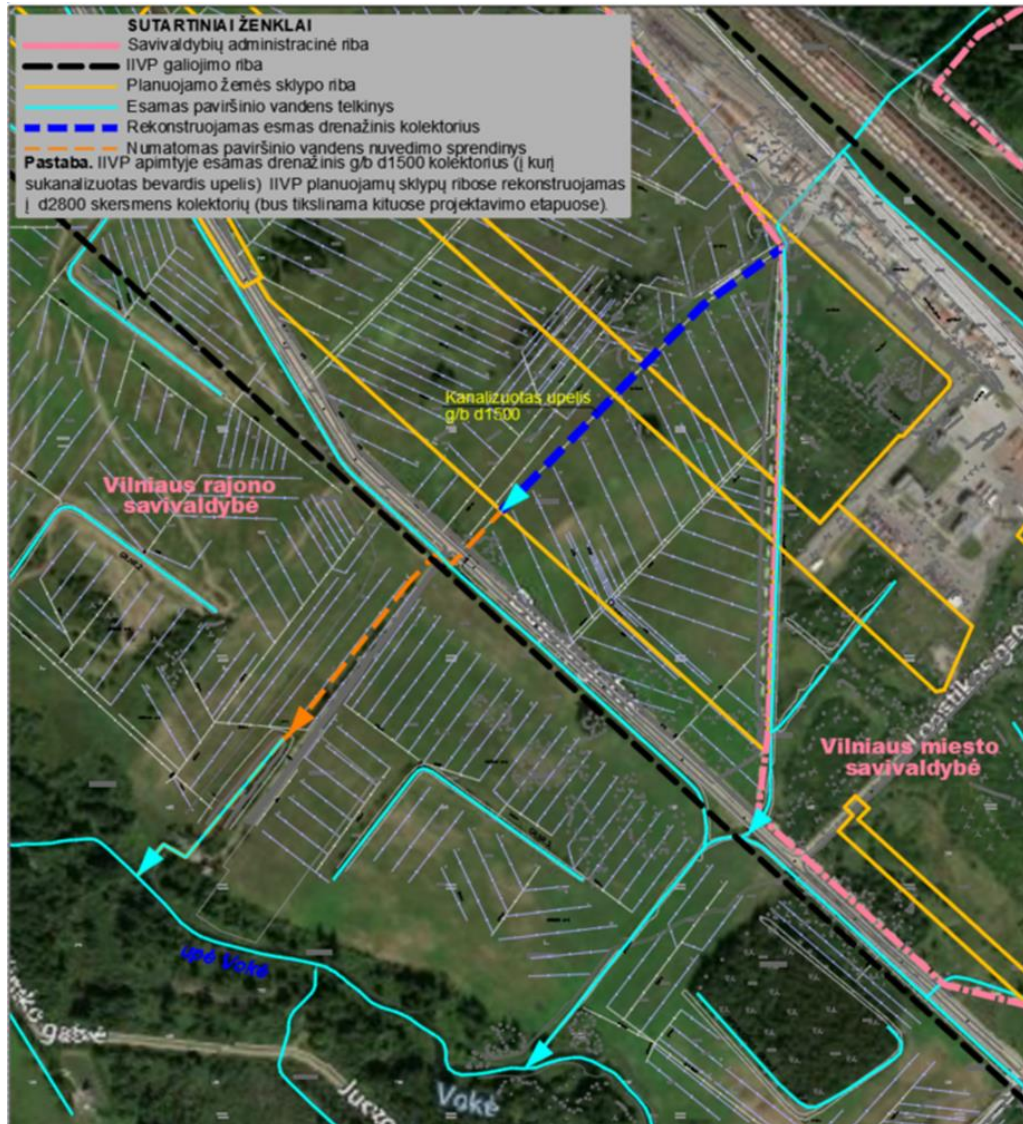 SUTARTINIAI ŽENKLAI
Savivaldybių administracinė riba
IIVP galiojimo riba
Planuojamo žemės sklypo riba
Esamas paviršinio vandens telkinys
Rekonstruojamas esmas drenažinis kolektorius
Numatomas paviršinio vandens nuvedimo sprendinys
Pastaba. IIVP apimtyje esamas drenažinis g/b d1500 kolektorius (į kurį
sukanalizuotas bevardis upelis) IIVP planuojamų sklypų ribose rekonstruojamas
į d2800 skersmens kolektorių (bus tikslinama kituose projektavimo etapuose).
Kanalizuotas upelis
g/b d1500
Vilniaus rajono
savivaldybė
Vilniaus miesto
savivaldybė
upė Vokė
gatvė
Vokė